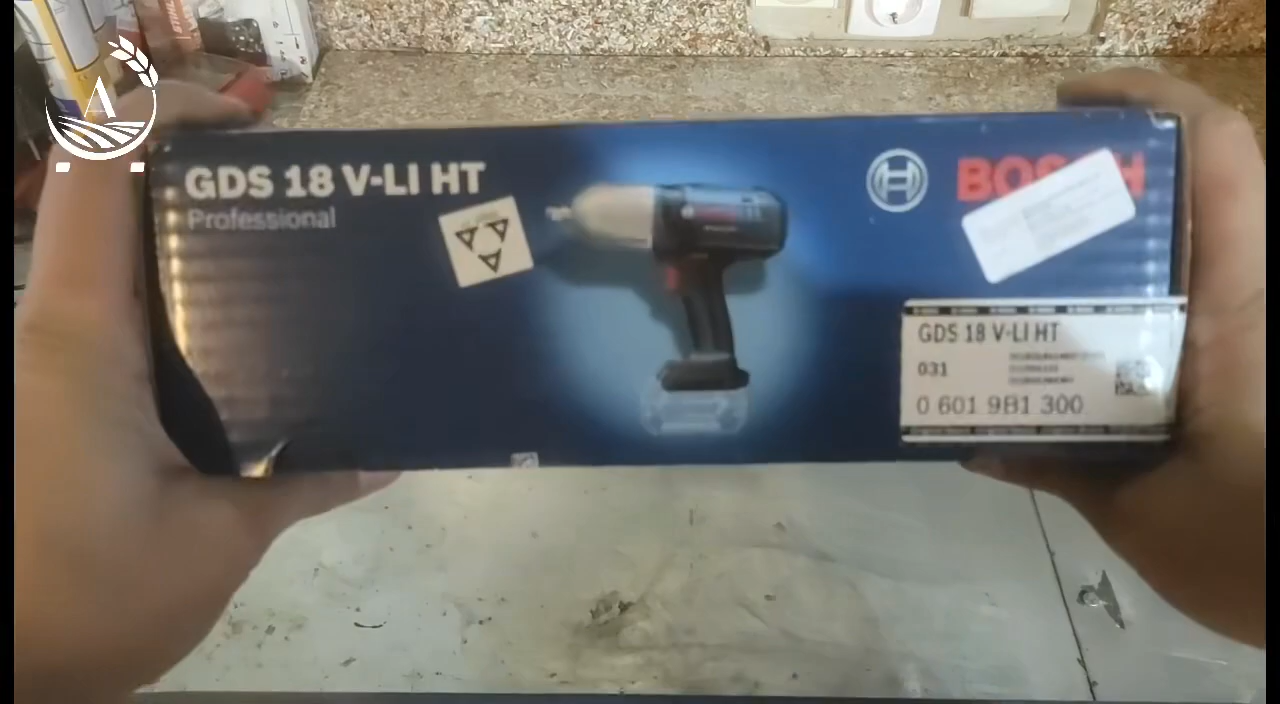 A
GDS 18 V-LI HT
Professional
BOSCH
GDS 18 V-LI HT
031
0 601 9B1 300